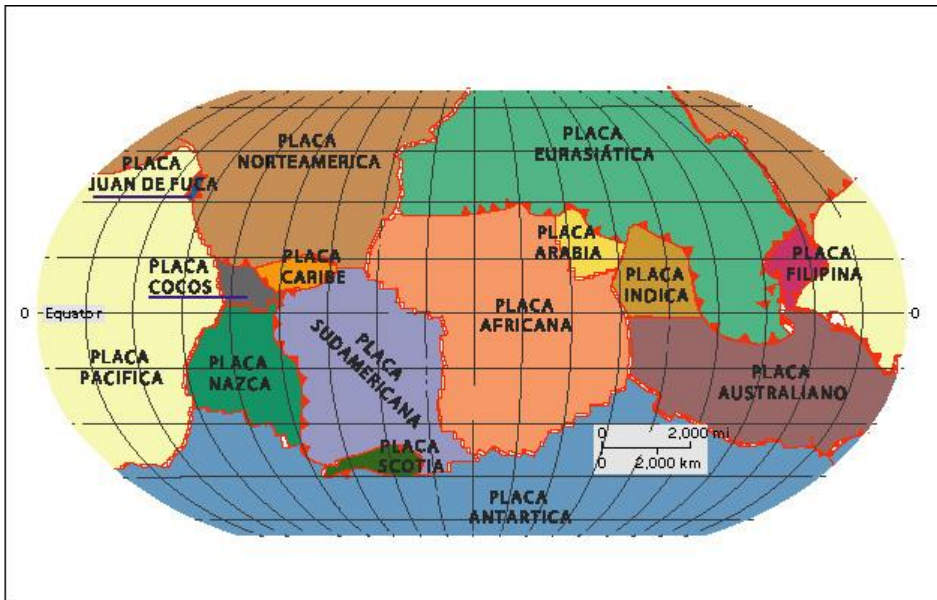 PLACA
NORTEAMERICA
PLACA
EURASIÁTÍCA
PLACA
JUAN DE FUCA
PLACA
ARABIA
PLACA
FILIPINA
PLACA
COCOS
PLACA
CARIBE
PLACA
INDICA
0 Equator
0
PLACA
AFRICANA
PLACA
SUDAMERICANA
PLACA
PACIFICA
PLACA
NAZCA
PLACA
AUSTRALIANO
0 2,000 mi
0 2,000 km
PLACA
SCOTIA
PLACA
ANTARTICA